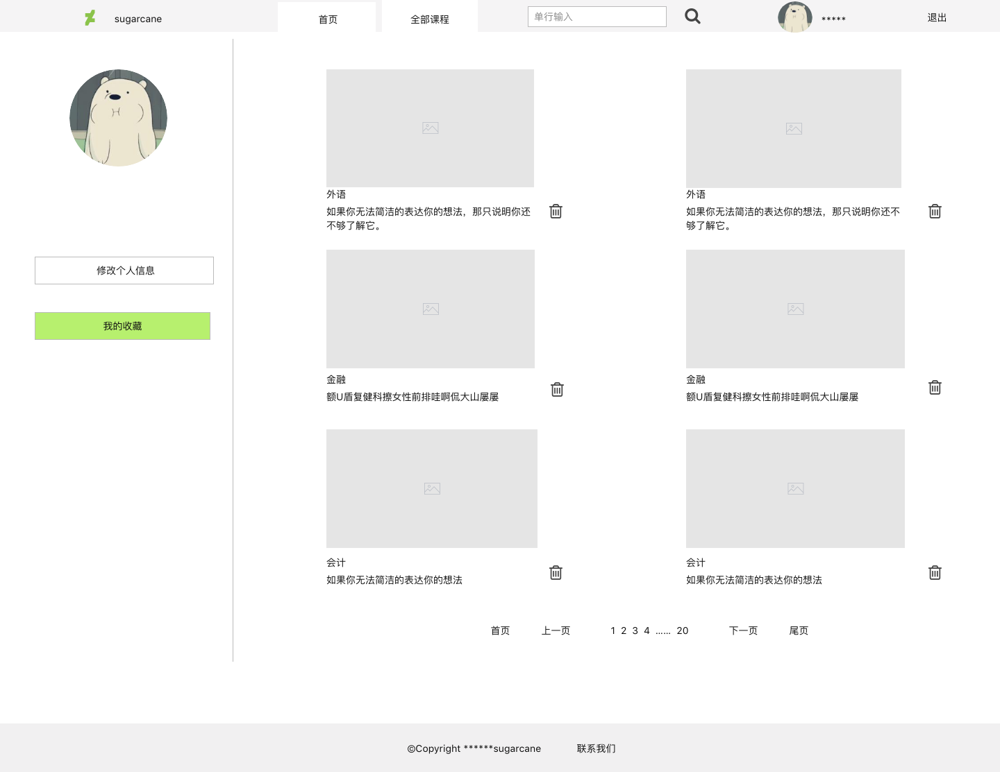 sugarcane
首页
全部课程
单行输入
*****
退出
修改个人信息
我的收藏
外语
如果你无法简洁的表达你的想法，那只说明你还
不够了解它。
外语
如果你无法简洁的表达你的想法，那只说明你还不
够了解它。
金融
额U盾复健科擦女性前排哇啊侃大山屡屡
金融
额U盾复健科擦女性前排哇啊侃大山屡屡
会计
如果你无法简洁的表达你的想法
会计
如果你无法简洁的表达你的想法
首页 上一页 1 2 3 4 ...... 20 下一页 尾页
©Copyright ******sugarcane 联系我们